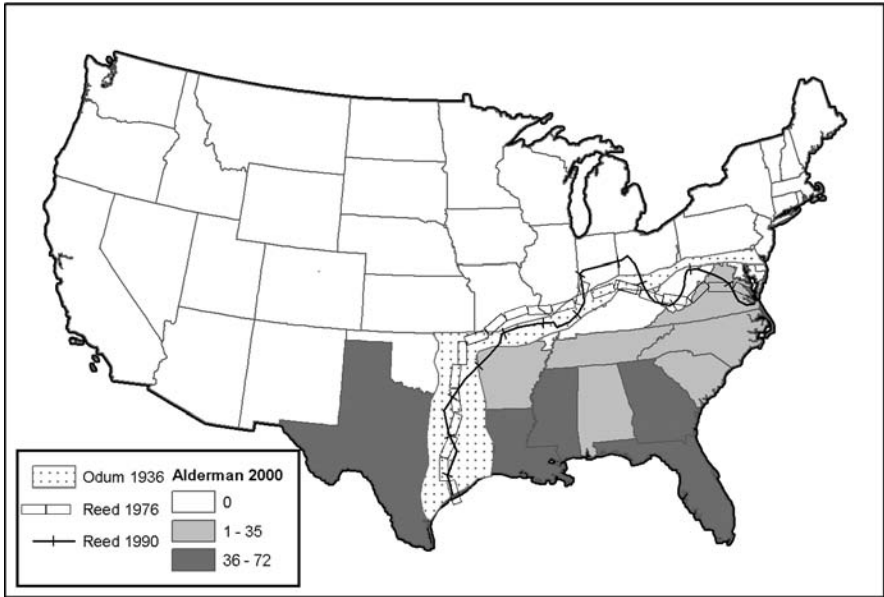 Odum 1936
Reed 1976
Reed 1990
Alderman 2000
0
1 - 35
36 - 72